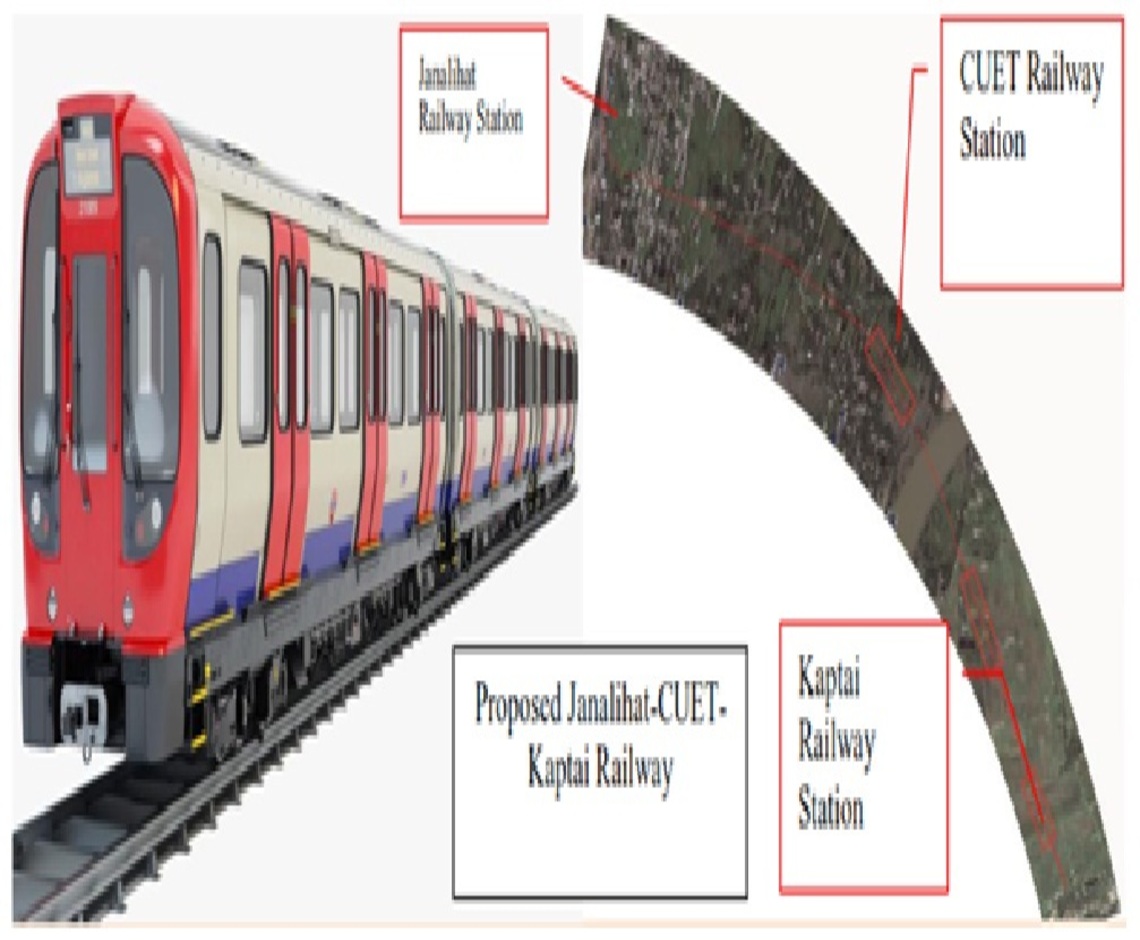 Janalihat
Railway Station
CUET Railway
Station
Proposed Janalihat-CUET-
Kaptai Railway
Kaptai
Railway
Station